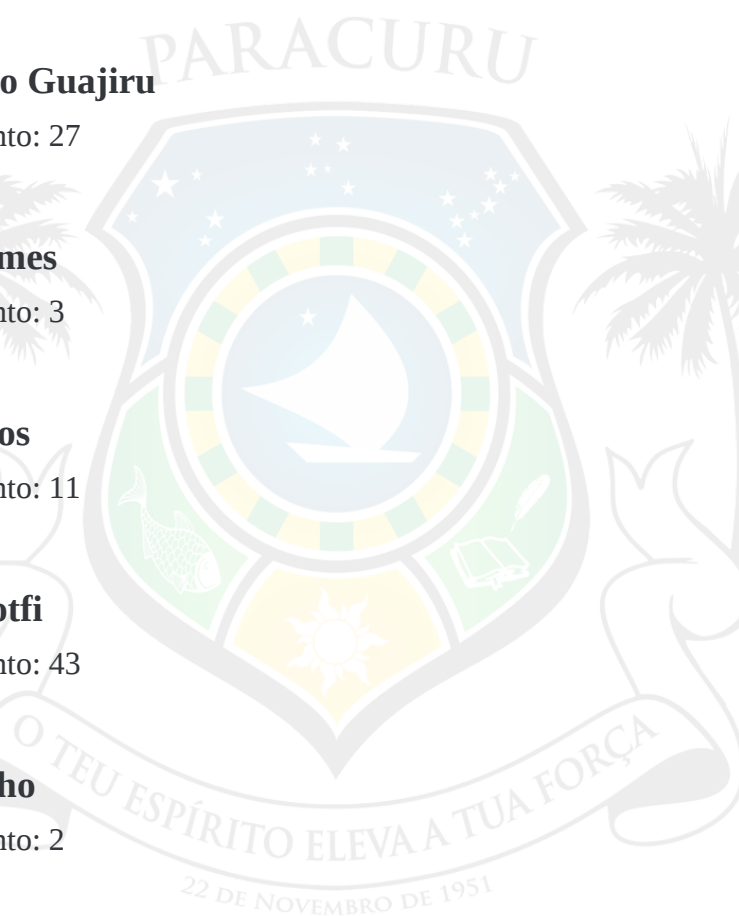 PARACURU
o Guajiru
nto: 27
mes
nto: 3
os
nto: 11
otfi
nto: 43
ho
nto: 2
O TEU ESPÍRITO ELEVA A TUA FORÇA
22 DE NOVEMBRO DE 1951